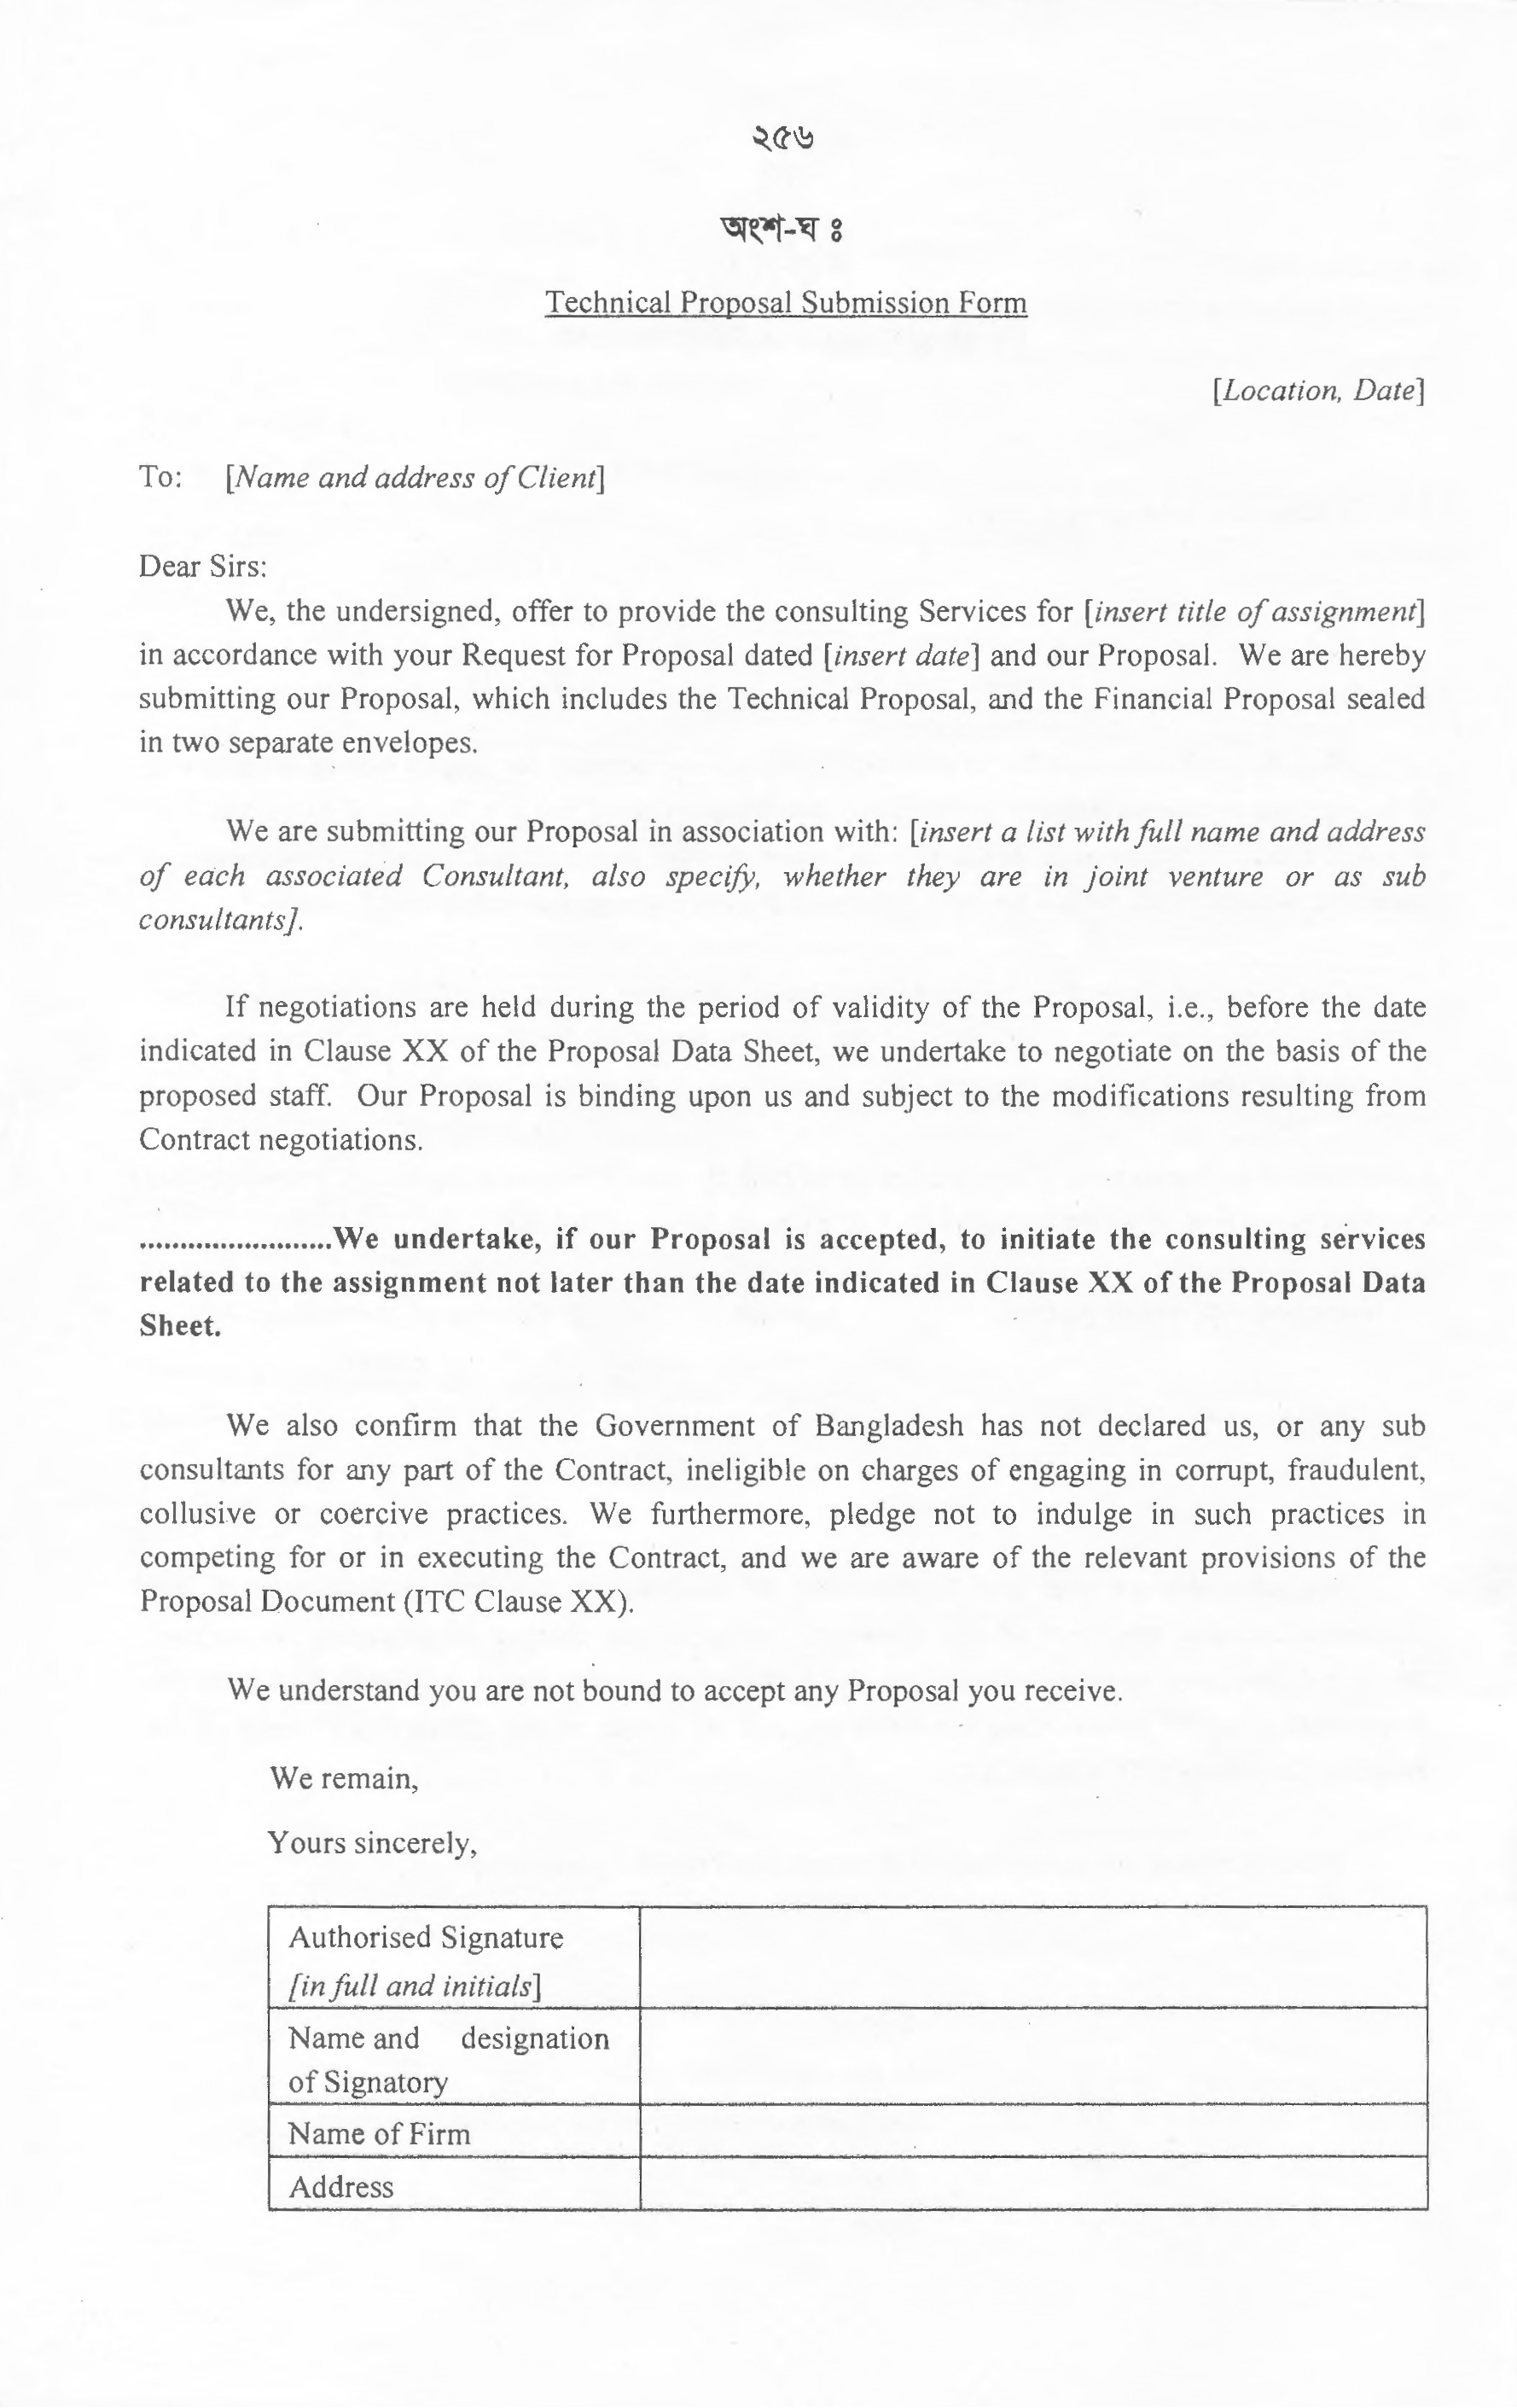 ২৫৬
অংশ-ঘ ঃ
Technical Proposal Submission Form
[Location, Date]
To: [Name and address of Client]
Dear Sirs:
We, the undersigned, offer to provide the consulting Services for [insert title of assignment]
in accordance with your Request for Proposal dated [insert date] and our Proposal. We are hereby
submitting our Proposal, which includes the Technical Proposal, and the Financial Proposal sealed
in two separate envelopes.
We are submitting our Proposal in association with: [insert a list with full name and address
of each associated Consultant, also specify, whether they are in joint venture or as sub
consultants].
If negotiations are held during the period of validity of the Proposal, i.e., before the date
indicated in Clause XX of the Proposal Data Sheet, we undertake to negotiate on the basis of the
proposed staff. Our Proposal is binding upon us and subject to the modifications resulting from
Contract negotiations.
........................We undertake, if our Proposal is accepted, to initiate the consulting services
related to the assignment not later than the date indicated in Clause XX of the Proposal Data
Sheet.
We also confirm that the Government of Bangladesh has not declared us, or any sub
consultants for any part of the Contract, ineligible on charges of engaging in corrupt, fraudulent,
collusive or coercive practices. We furthermore, pledge not to indulge in such practices in
competing for or in executing the Contract, and we are aware of the relevant provisions of the
Proposal Document (ITC Clause XX).
We understand you are not bound to accept any Proposal you receive.
We remain,
Yours sincerely,
Authorised Signature
[in full and initials]
Name and designation
of Signatory
Name of Firm
Address